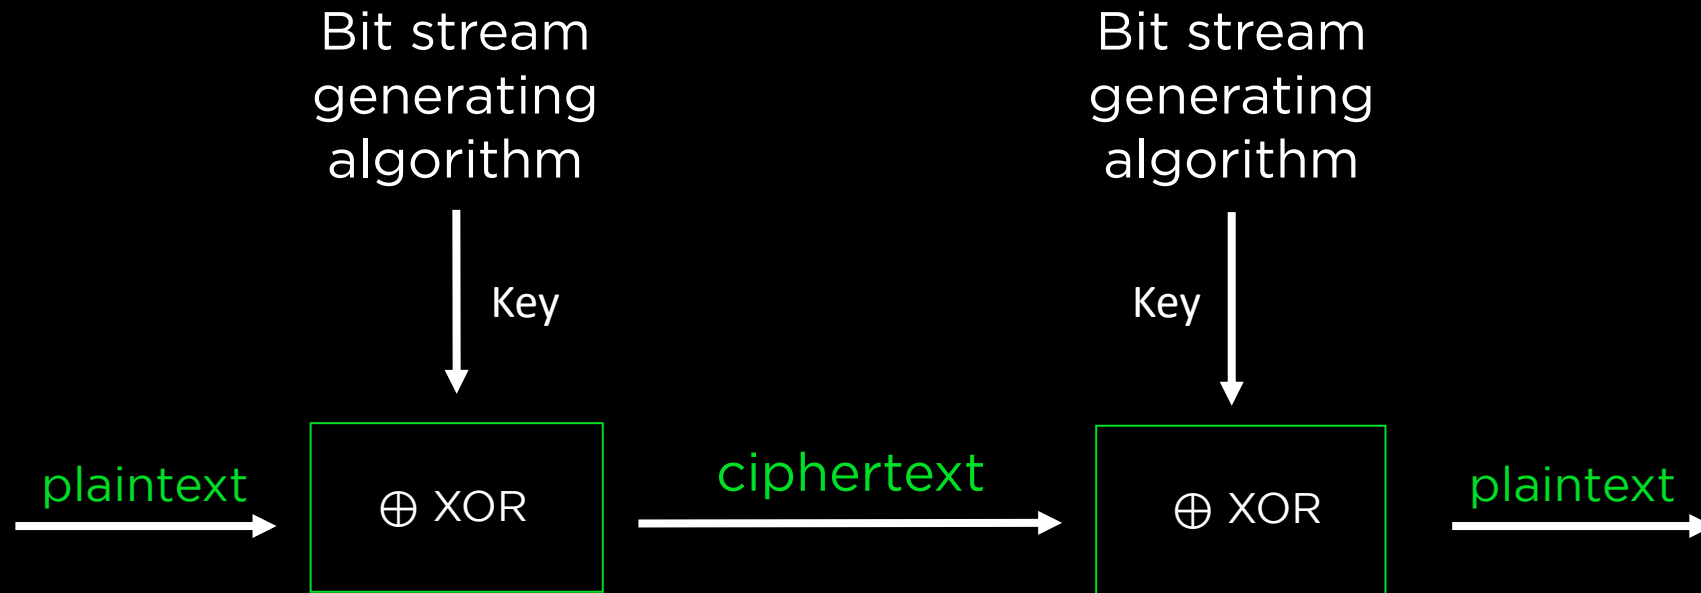 Bit stream
generating
algorithm
Bit stream
generating
algorithm
Key
Key
plaintext
⊕ XOR
ciphertext
⊕ XOR
plaintext